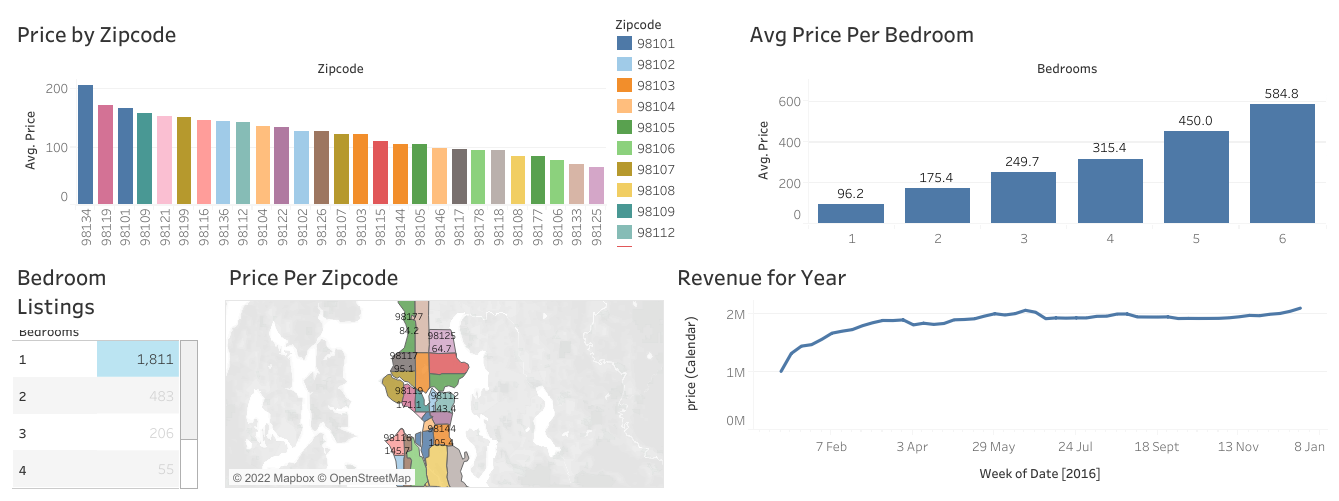 Price by Zipcode
Zipcode
Avg. Price
200
100
0
98134 98119 98101 98109 98121 98199 98116 98136 98112 98104 98122 98102 98126 98107 98103 98115 98144 98105 98146 98117 98178 98118 98108 98177 98106 98133 98125
Zipcode
98101
98102
98103
98104
98105
98106
98107
98108
98109
98112
Avg Price Per Bedroom
Bedrooms
Avg. Price
600
400
200
0
96.2 175.4 249.7 315.4 450.0 584.8
1 2 3 4 5 6
Bedroom
Listings
Bedrooms
1 1,811
2 483
3 206
4 55
Price Per Zipcode
98177
84.2
98125
64.7
98117
95.1
98119
171.1
98112
143.4
98144
105.4
98116
145.7
© 2022 Mapbox © OpenStreetMap
Revenue for Year
price (Calendar)
2M
1M
0M
7 Feb 3 Apr 29 May 24 Jul 18 Sept 13 Nov 8 Jan
Week of Date [2016]